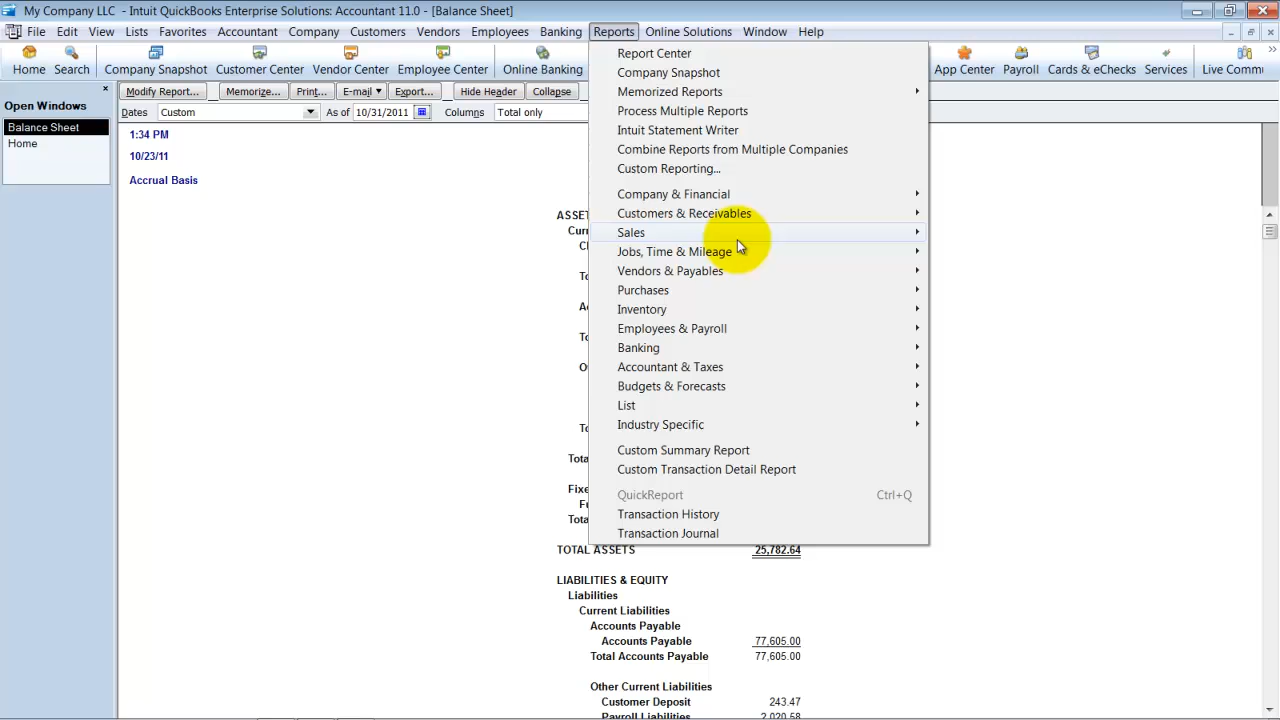 My Company LLC - Intuit QuickBooks Enterprise Solutions: Accountant 11.0 - [Balance Sheet]
File Edit View Lists Favorites Accountant Company Customers Vendors Employees Banking Reports Online Solutions Window Help
Home Search Company Snapshot Customer Center Vendor Center Employee Center Online Banking App Center Payroll Cards & eChecks Services Live Commu
Open Windows
Balance Sheet
Home
Modify Report... Memorize... Print... E-mail Export... Hide Header Collapse
Dates Custom As of 10/31/2011 Columns Total only
1:34 PM
10/23/11
Accrual Basis
Report Center
Company Snapshot
Memorized Reports
Process Multiple Reports
Intuit Statement Writer
Combine Reports from Multiple Companies
Custom Reporting...
Company & Financial
Customers & Receivables
Sales
Jobs, Time & Mileage
Vendors & Payables
Purchases
Inventory
Employees & Payroll
Banking
Accountant & Taxes
Budgets & Forecasts
List
Industry Specific
Custom Summary Report
Custom Transaction Detail Report
QuickReport Ctrl+Q
Transaction History
Transaction Journal
TOTAL ASSETS 25,782.64
LIABILITIES & EQUITY
Liabilities
Current Liabilities
Accounts Payable
Accounts Payable 77,605.00
Total Accounts Payable 77,605.00
Other Current Liabilities
Customer Deposit 243.47
Payroll Liabilities 2,020.58